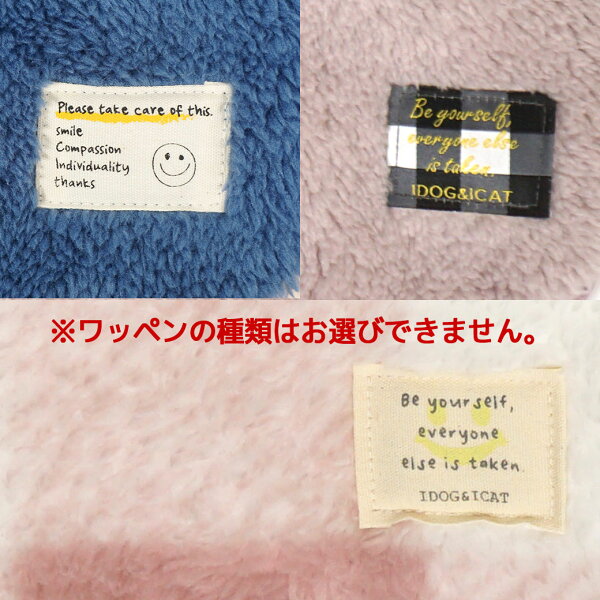 Please take care of this.
smile
Compassion
Individuality
thanks
Be yourself,
everyone else
is taken.
IDOG&ICAT
※ワッペンの種類はお選びできません。
Be yourself,
everyone
else is taken.
IDOG&ICAT